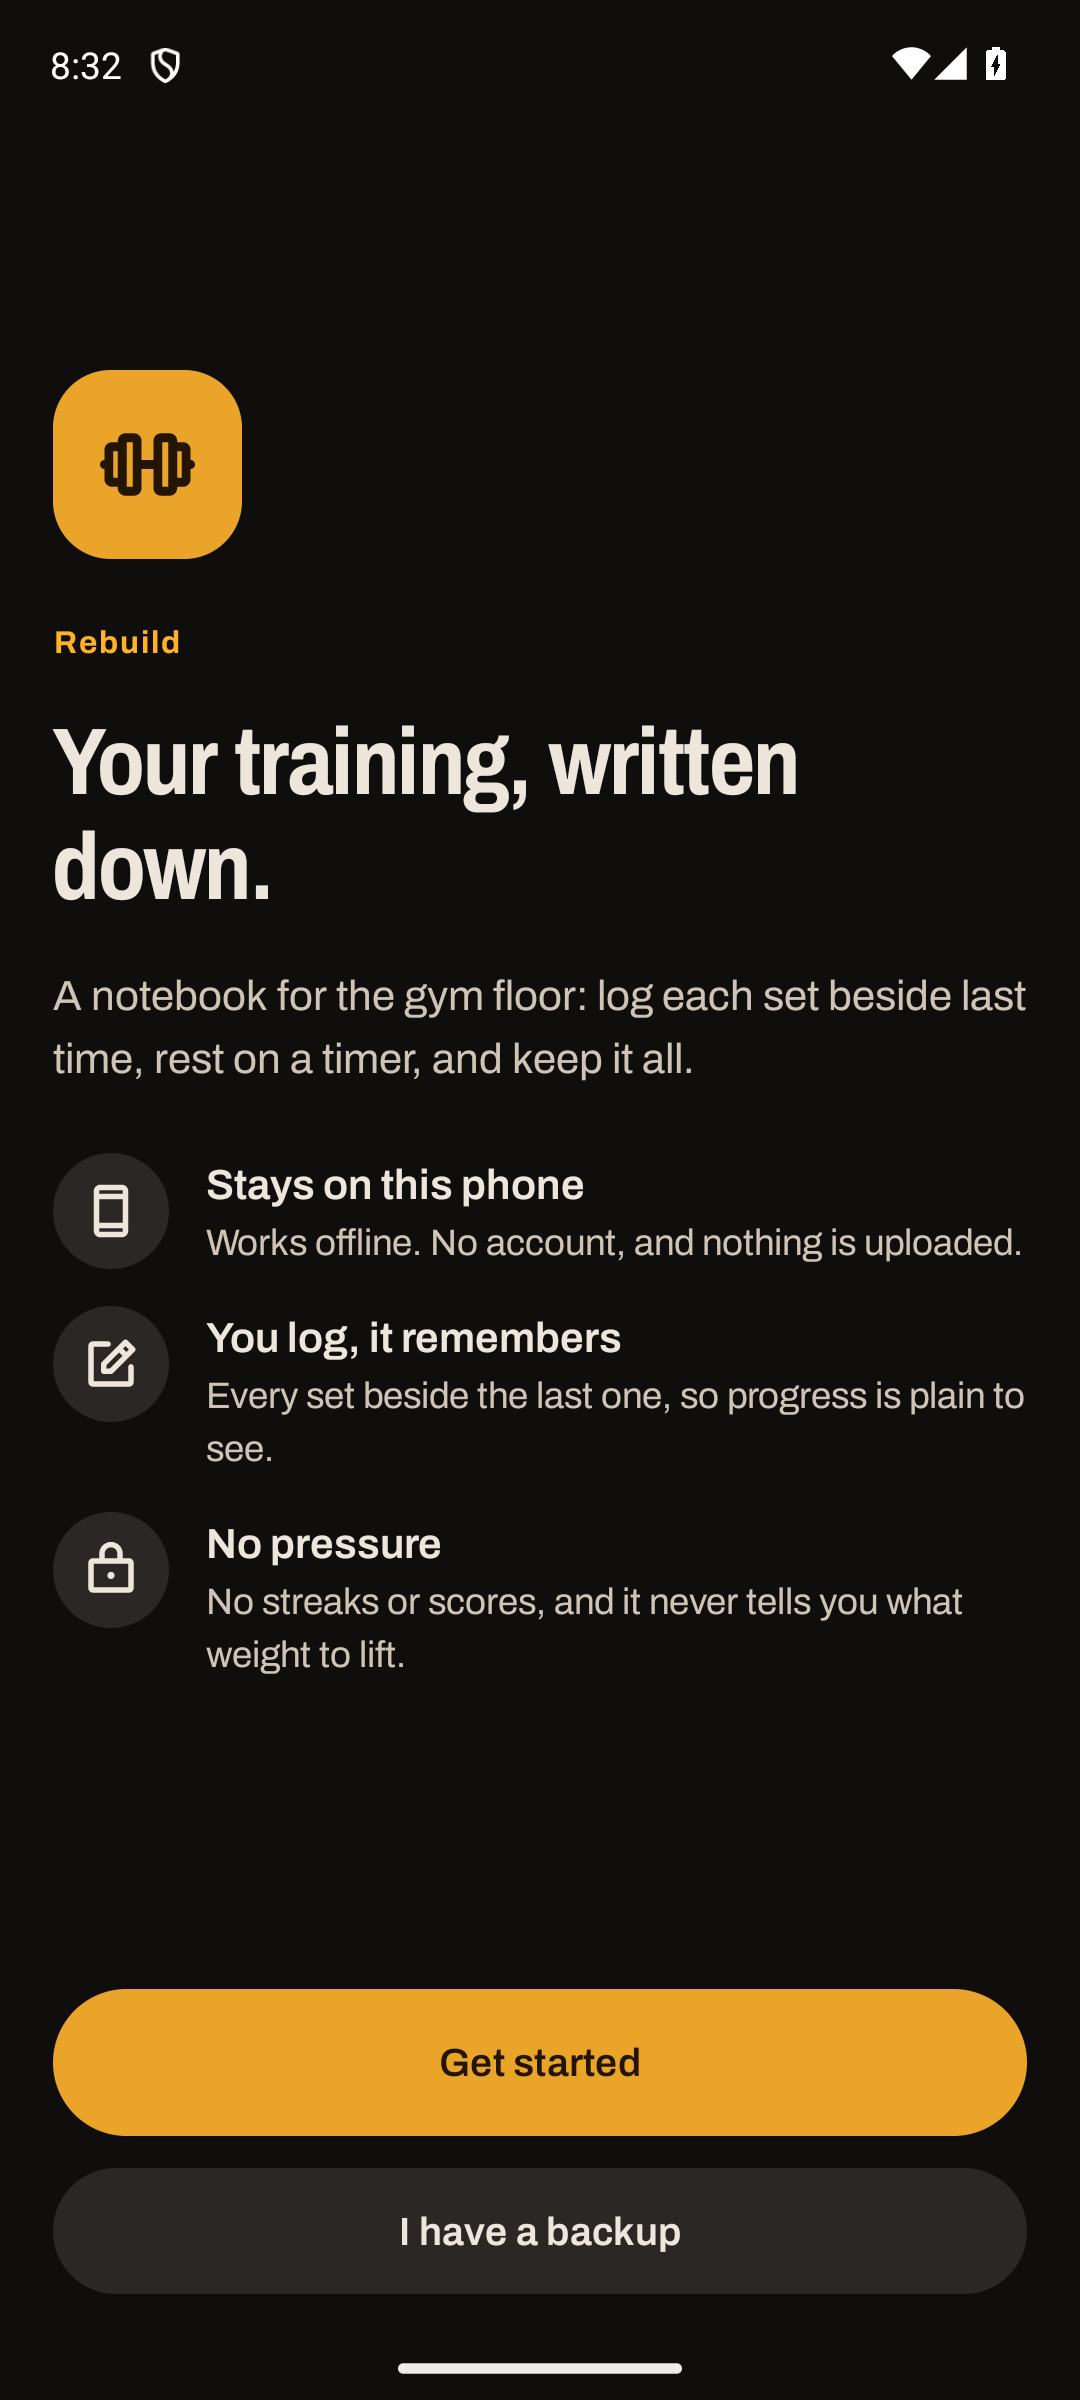 8:32
Rebuild
Your training, written
down.
A notebook for the gym floor: log each set beside last
time, rest on a timer, and keep it all.
Stays on this phone
Works offline. No account, and nothing is uploaded.
You log, it remembers
Every set beside the last one, so progress is plain to
see.
No pressure
No streaks or scores, and it never tells you what
weight to lift.
Get started
I have a backup